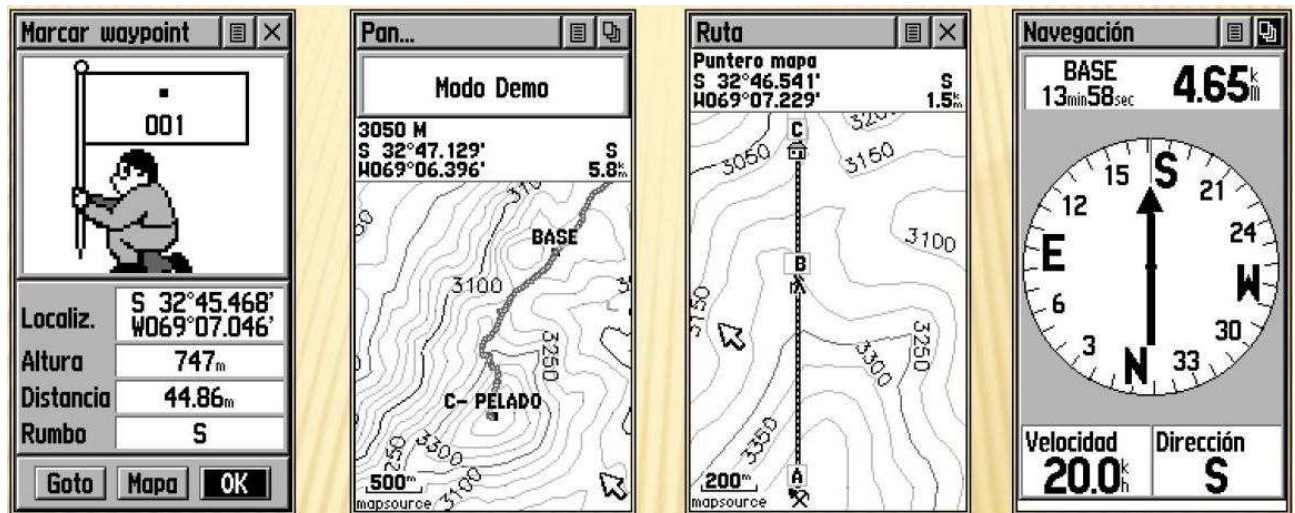 Marcar waypoint
001
Localiz.
S 32°45.468'
W069°07.046'
Altura
747m
Distancia
44.86m
Rumbo
S
Goto
Mapa
OK
Pan...
Modo Demo
3050 M
S 32°47.129'
W069°06.396'
S
5.8km
BASE
3100
3250
C- PELADO
3300
3250
3100
500m
mapsource
Ruta
Puntero mapa
S 32°46.541'
W069°07.229'
S
1.5km
C
3050
3150
3100
B
3150
3250
3300
3350
A
200m
mapsource
Navegación
BASE
13min58sec
4.65km
15
S
21
12
24
E
W
6
30
3
N
33
Velocidad
20.0kh
Dirección
S